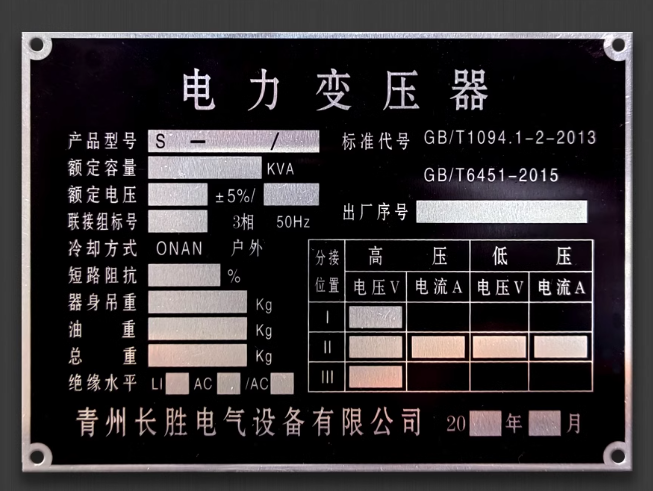 电力变压器
产品型号 S — / 标准代号 GB/T1094.1-2-2013
额定容量 KVA GB/T6451-2015
额定电压 ±5%/
联接组标号 3相 50Hz 出厂序号
冷却方式 ONAN 户外
短路阻抗 %
器身吊重 Kg
油重 Kg
总重 Kg
绝缘水平 LI AC /AC
分接位置 高压 低压
电压V 电流A 电压V 电流A
I
II
III
青州长胜电气设备有限公司 20 年 月